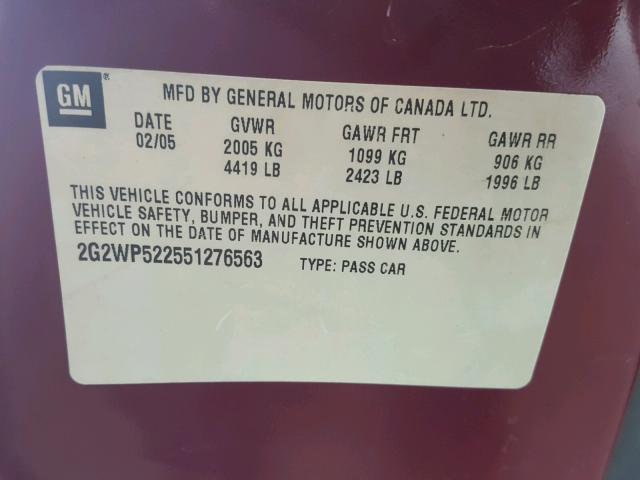 GM®
MFD BY GENERAL MOTORS OF CANADA LTD.
DATE GVWR GAWR FRT GAWR RR
02/05 2005 KG 1099 KG 906 KG
4419 LB 2423 LB 1996 LB
THIS VEHICLE CONFORMS TO ALL APPLICABLE U.S. FEDERAL MOTOR
VEHICLE SAFETY, BUMPER, AND THEFT PREVENTION STANDARDS IN
EFFECT ON THE DATE OF MANUFACTURE SHOWN ABOVE.
2G2WP522551276563 TYPE: PASS CAR